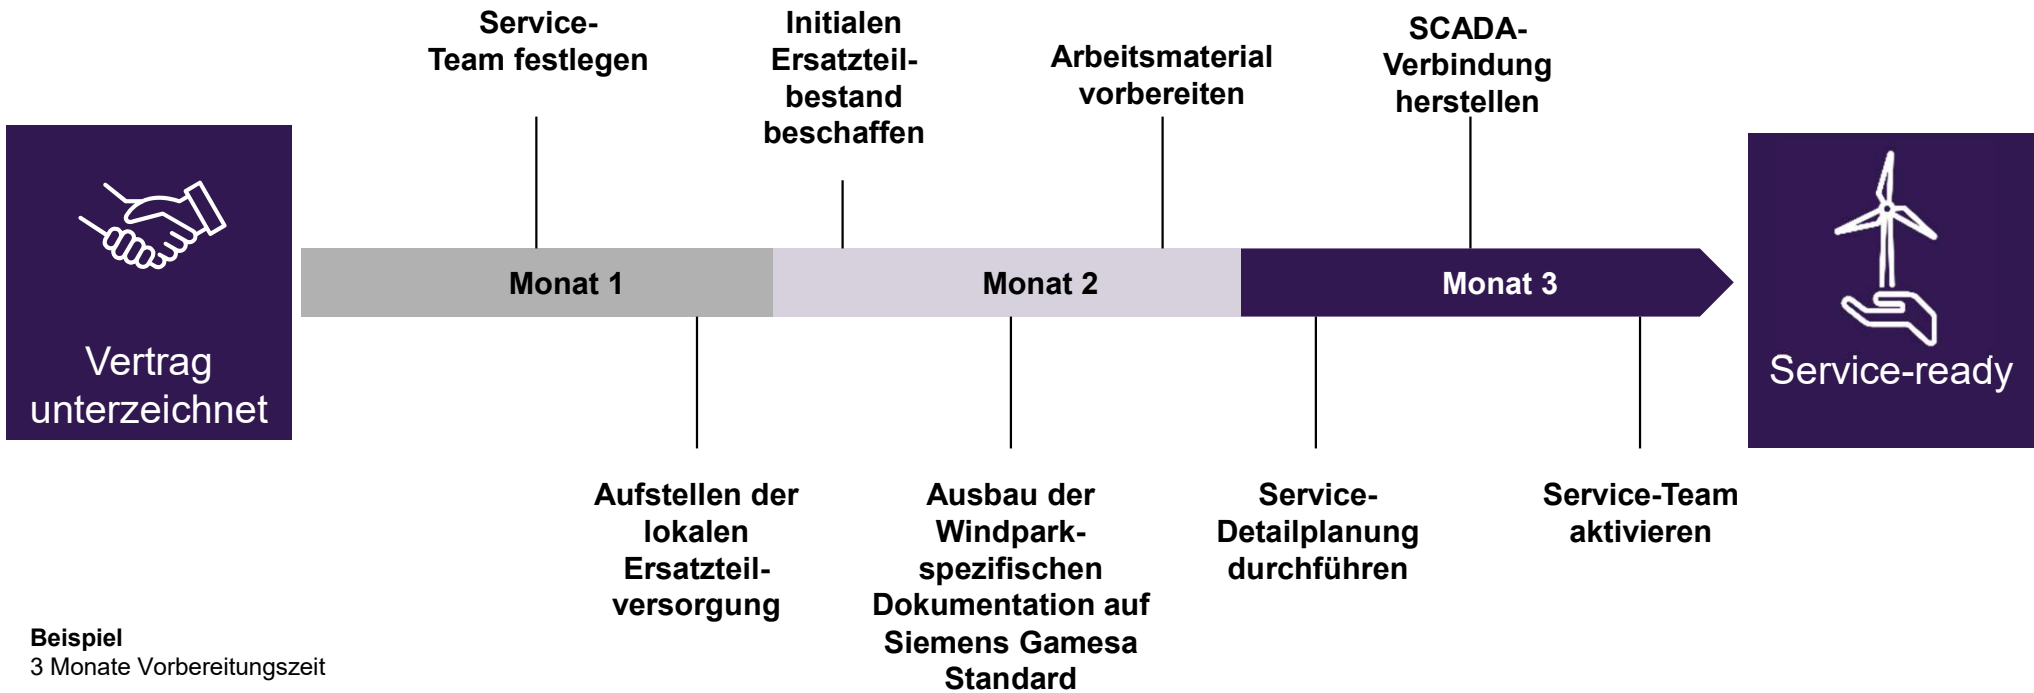 Service-
Team festlegen
Initialen
Ersatzteil-
bestand
beschaffen
Arbeitsmaterial
vorbereiten
SCADA-
Verbindung
herstellen
Vertrag
unterzeichnet
Monat 1
Monat 2
Monat 3
Service-ready
Aufstellen der
lokalen
Ersatzteil-
versorgung
Ausbau der
Windpark-
spezifischen
Dokumentation auf
Siemens Gamesa
Standard
Service-
Detailplanung
durchführen
Service-Team
aktivieren
Beispiel
3 Monate Vorbereitungszeit